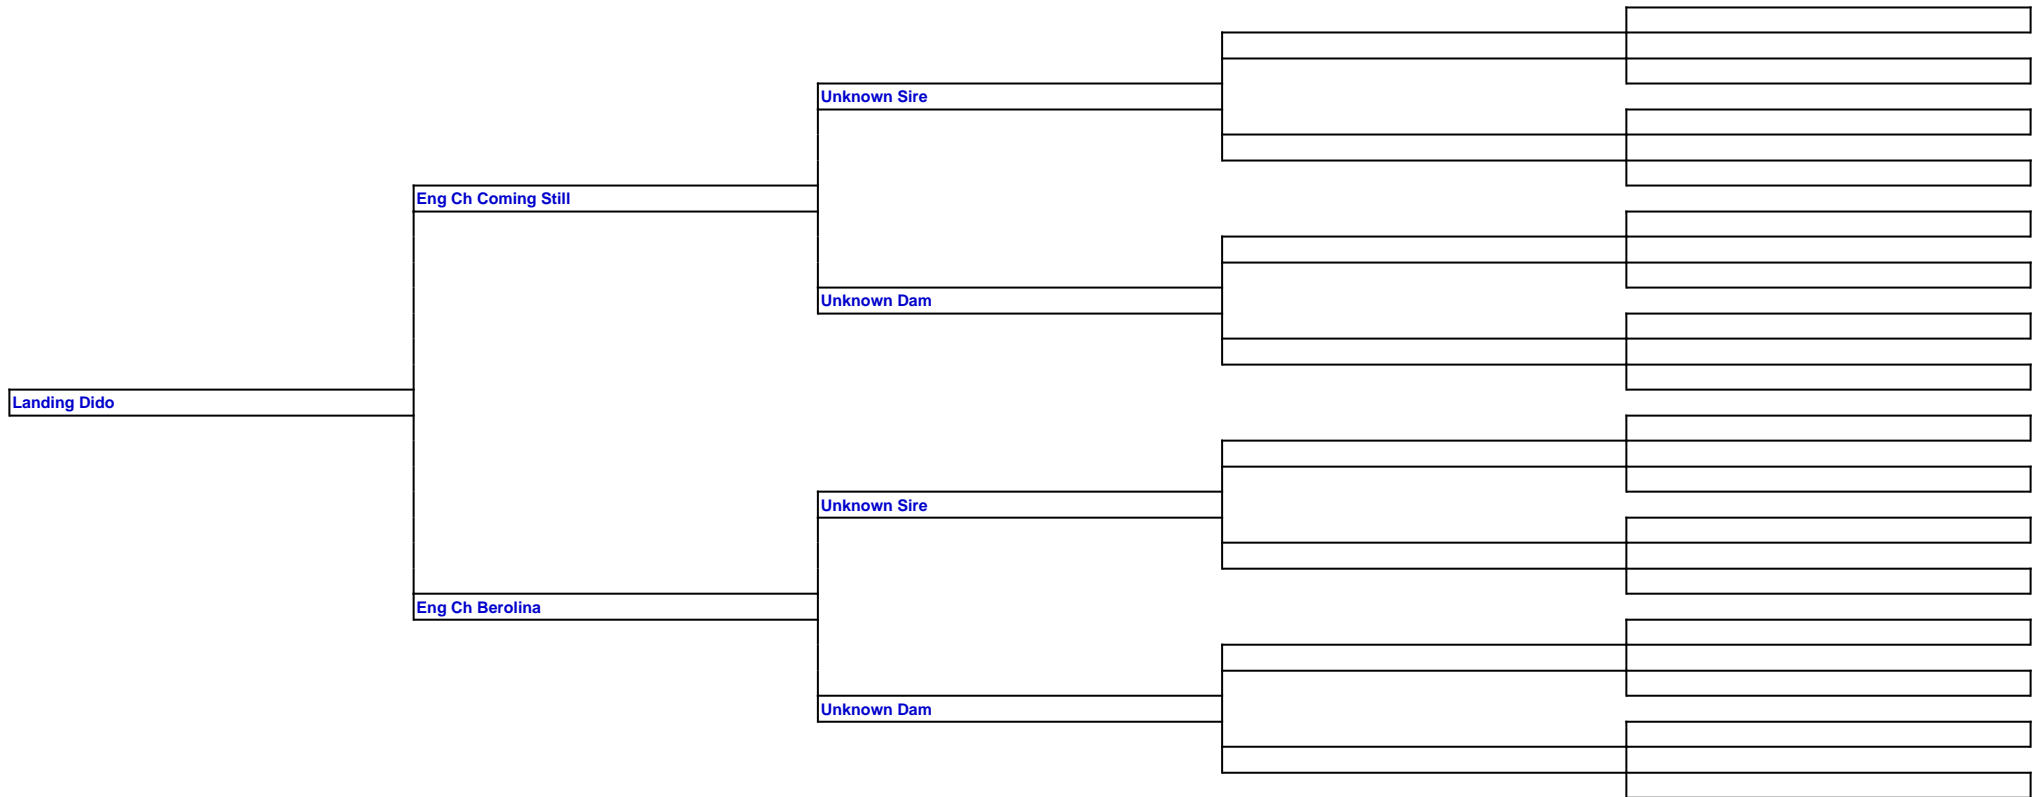 Unknown Sire
Eng Ch Coming Still
Unknown Dam
Landing Dido
Unknown Sire
Eng Ch Berolina
Unknown Dam